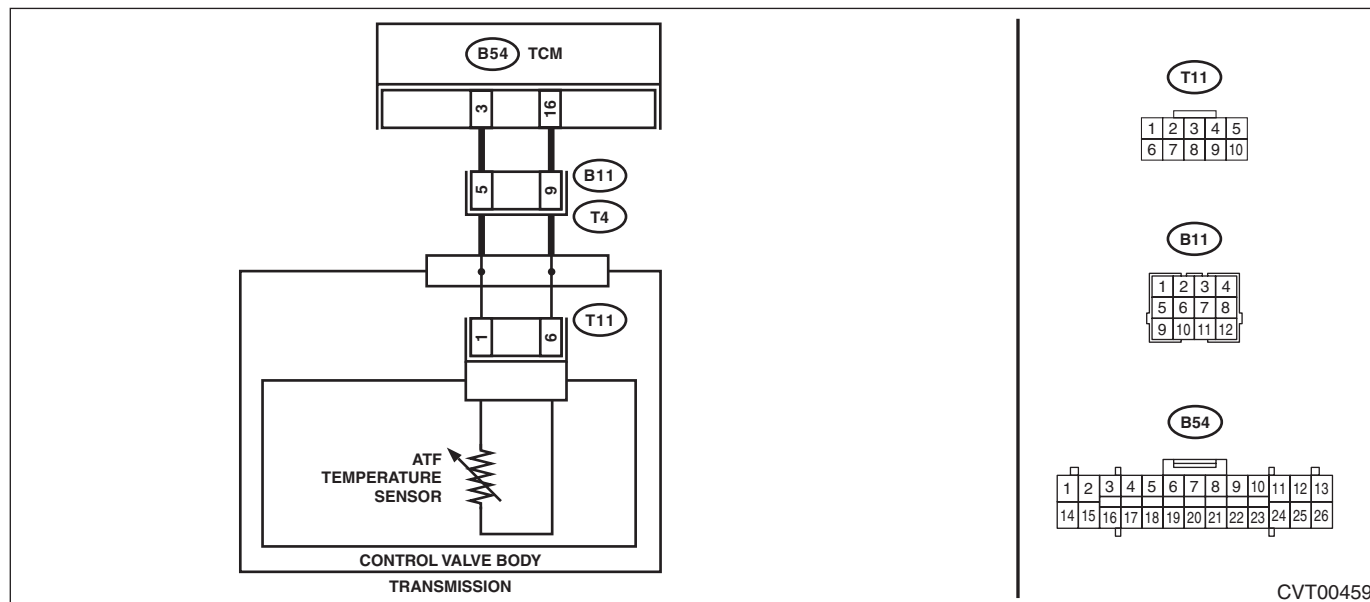 B54 TCM
3 16
5 9
B11
T4
T11
1 6
ATF
TEMPERATURE
SENSOR
CONTROL VALVE BODY
TRANSMISSION
T11
1 2 3 4 5
6 7 8 9 10
B11
1 2 3 4
5 6 7 8
9 10 11 12
B54
1 2 3 4 5 6 7 8 9 10 11 12 13
14 15 16 17 18 19 20 21 22 23 24 25 26
CVT00459